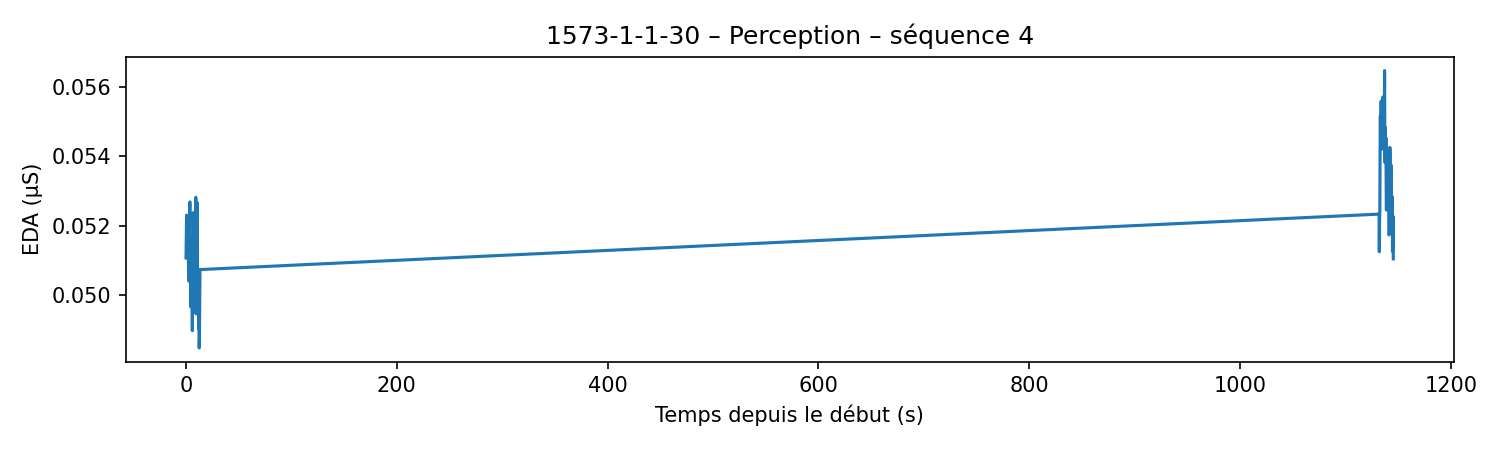 1573-1-1-30 – Perception – séquence 4
EDA (µS)
0.056
0.054
0.052
0.050
0 200 400 600 800 1000 1200
Temps depuis le début (s)